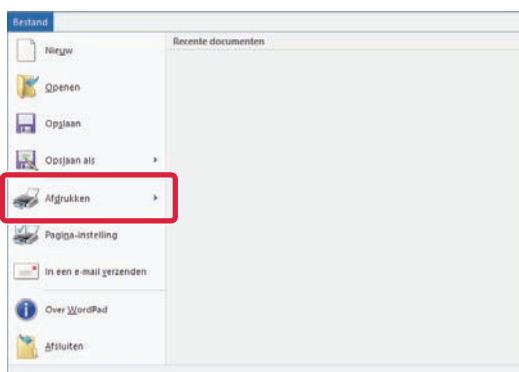 Bestand
Recente documenten
Nieuw
Openen
Opslaan
Opslaan als
Afdrukken
Pagina-instelling
In een e-mail verzenden
Over WordPad
Afsluiten